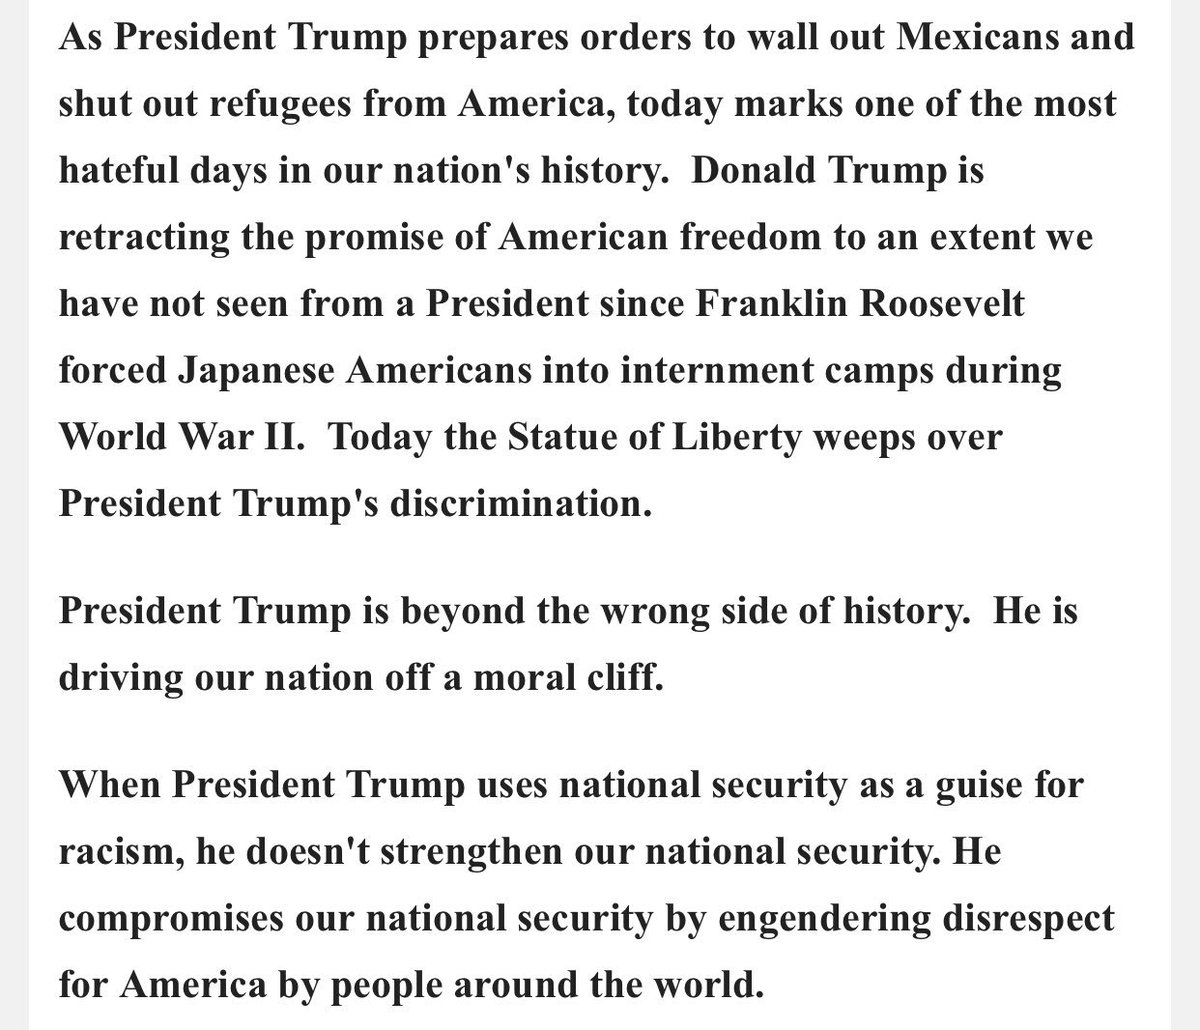 As President Trump prepares orders to wall out Mexicans and
shut out refugees from America, today marks one of the most
hateful days in our nation's history.  Donald Trump is
retracting the promise of American freedom to an extent we
have not seen from a President since Franklin Roosevelt
forced Japanese Americans into internment camps during
World War II.  Today the Statue of Liberty weeps over
President Trump's discrimination.
President Trump is beyond the wrong side of history.  He is
driving our nation off a moral cliff.
When President Trump uses national security as a guise for
racism, he doesn't strengthen our national security. He
compromises our national security by engendering disrespect
for America by people around the world.